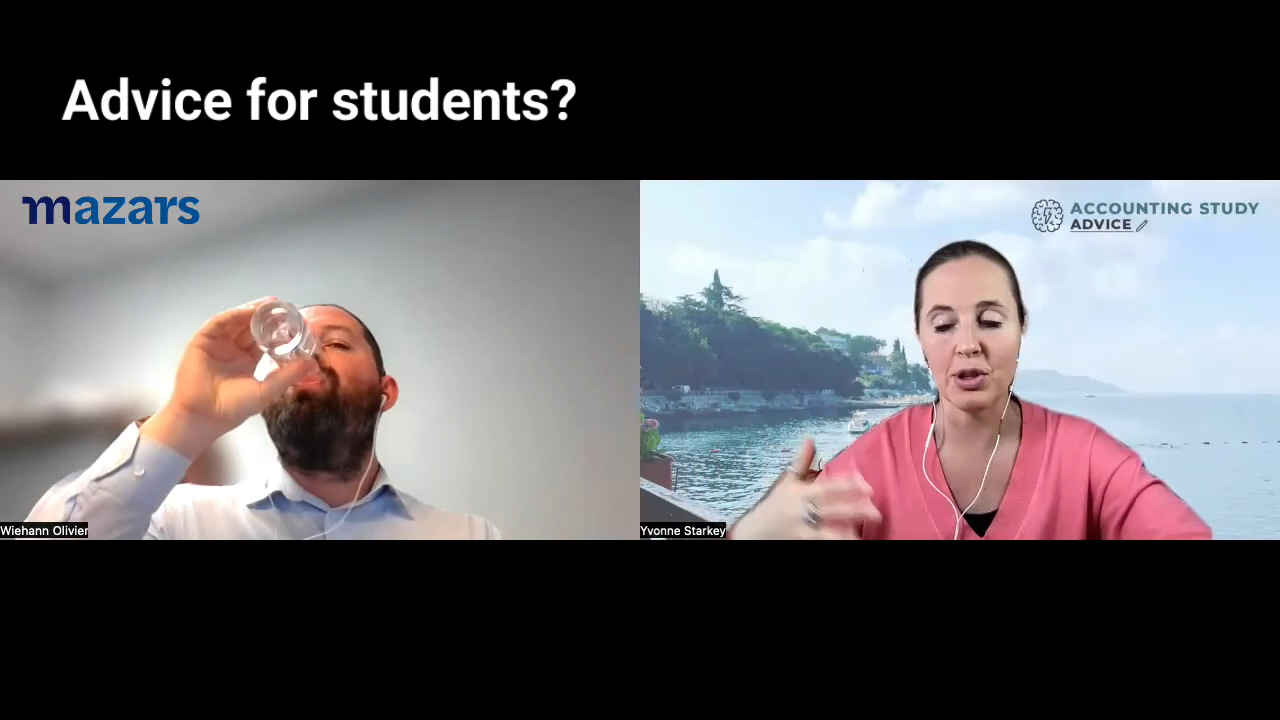 Advice for students?
mazars
ACCOUNTING STUDY
ADVICE
Wiehann Olivier
Yvonne Starkey